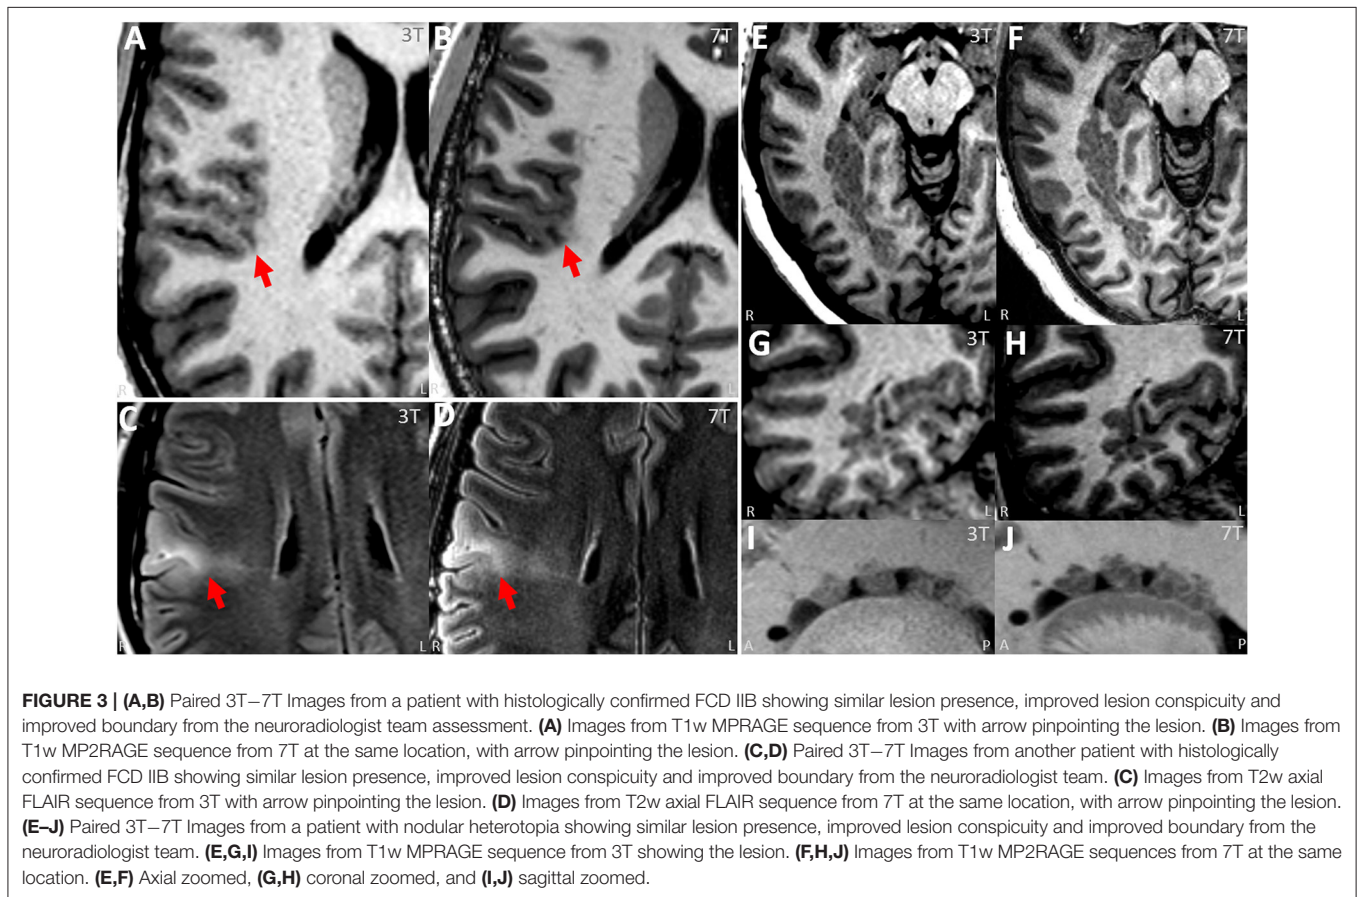 A 3T B 7T E 3T F 7T
R L R L
G 3T H 7T
R L R L
R L R L
C 3T D 7T
I 3T J 7T
R L R L
A P A P
FIGURE 3 | (A,B) Paired 3T−7T Images from a patient with histologically confirmed FCD IIB showing similar lesion presence, improved lesion conspicuity and
improved boundary from the neuroradiologist team assessment. (A) Images from T1w MPRAGE sequence from 3T with arrow pinpointing the lesion. (B) Images from
T1w MP2RAGE sequence from 7T at the same location, with arrow pinpointing the lesion. (C,D) Paired 3T−7T Images from another patient with histologically
confirmed FCD IIB showing similar lesion presence, improved lesion conspicuity and improved boundary from the neuroradiologist team. (C) Images from T2w axial
FLAIR sequence from 3T with arrow pinpointing the lesion. (D) Images from T2w axial FLAIR sequence from 7T at the same location, with arrow pinpointing the lesion.
(E–J) Paired 3T−7T Images from a patient with nodular heterotopia showing similar lesion presence, improved lesion conspicuity and improved boundary from the
neuroradiologist team. (E,G,I) Images from T1w MPRAGE sequence from 3T showing the lesion. (F,H,J) Images from T1w MP2RAGE sequences from 7T at the same
location. (E,F) Axial zoomed, (G,H) coronal zoomed, and (I,J) sagittal zoomed.